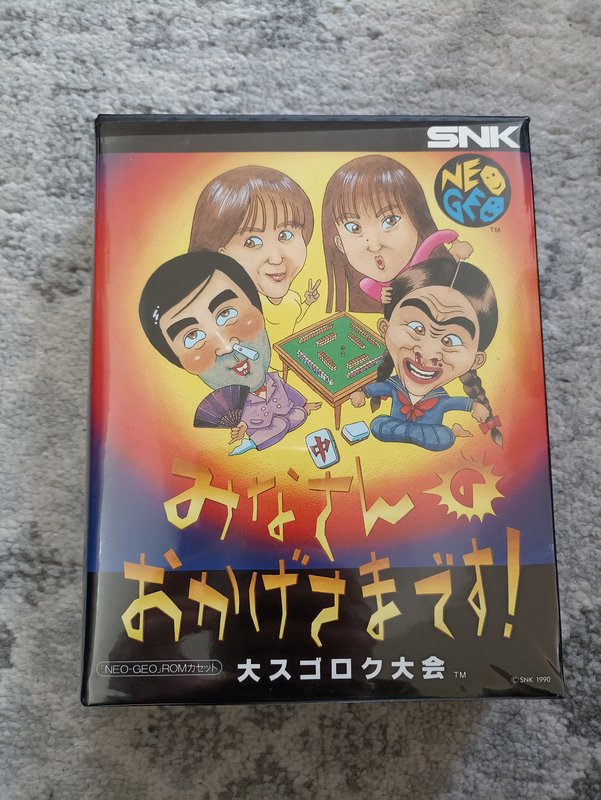 SNK
NEO
GEO
TM
中
みなさんの
おかげさまです!
「NEO-GEO」ROMカセット
大スゴロク大会 TM
© SNK 1990